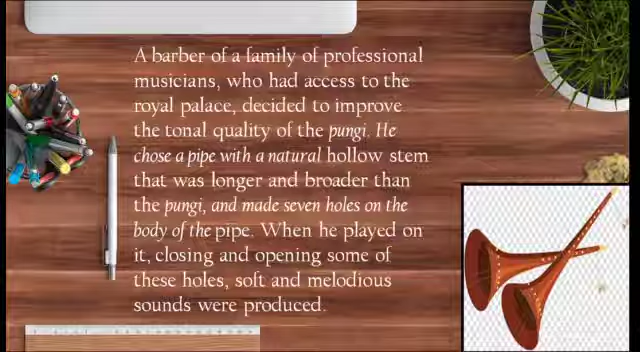 A barber of a family of professional
musicians, who had access to the
royal palace, decided to improve
the tonal quality of the pungi. He
chose a pipe with a natural hollow stem
that was longer and broader than
the pungi, and made seven holes on the
body of the pipe. When he played on
it, closing and opening some of
these holes, soft and melodious
sounds were produced.